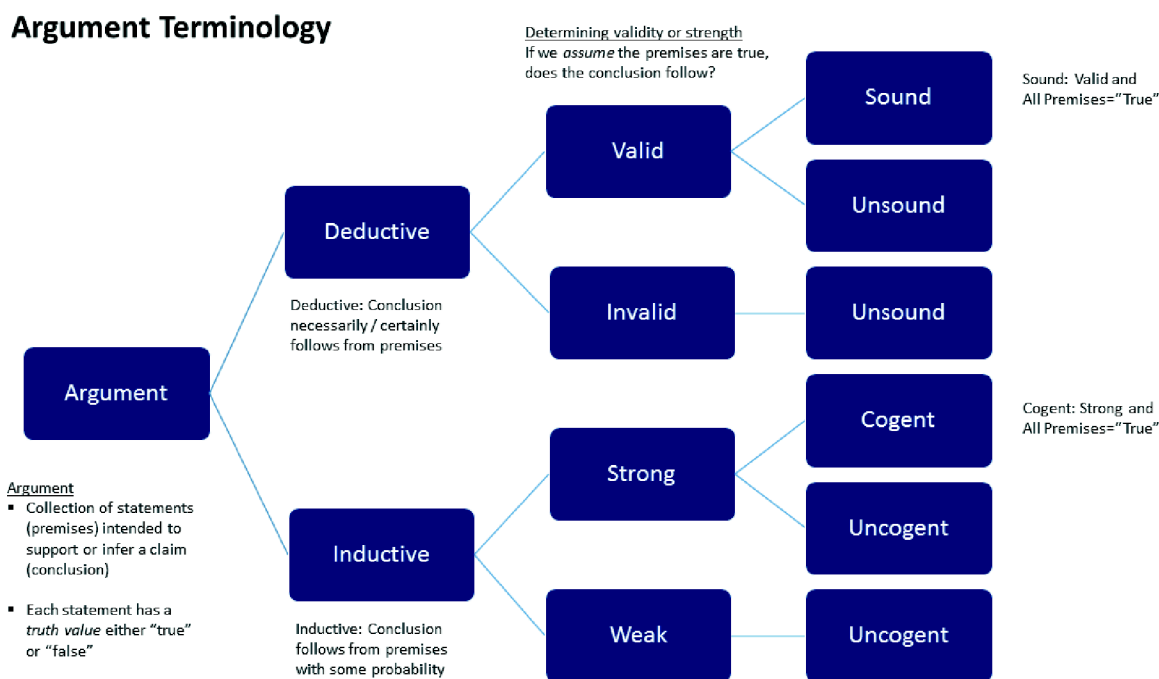 Argument Terminology
Determining validity or strength
If we assume the premises are true,
does the conclusion follow?
Sound
Sound: Valid and
All Premises="True"
Valid
Unsound
Deductive
Deductive: Conclusion
necessarily / certainly
follows from premises
Invalid
Unsound
Argument
Argument
▪ Collection of statements
(premises) intended to
support or infer a claim
(conclusion)
▪ Each statement has a
truth value either “true”
or “false”
Cogent
Cogent: Strong and
All Premises="True"
Strong
Uncogent
Inductive
Inductive: Conclusion
follows from premises
with some probability
Weak
Uncogent